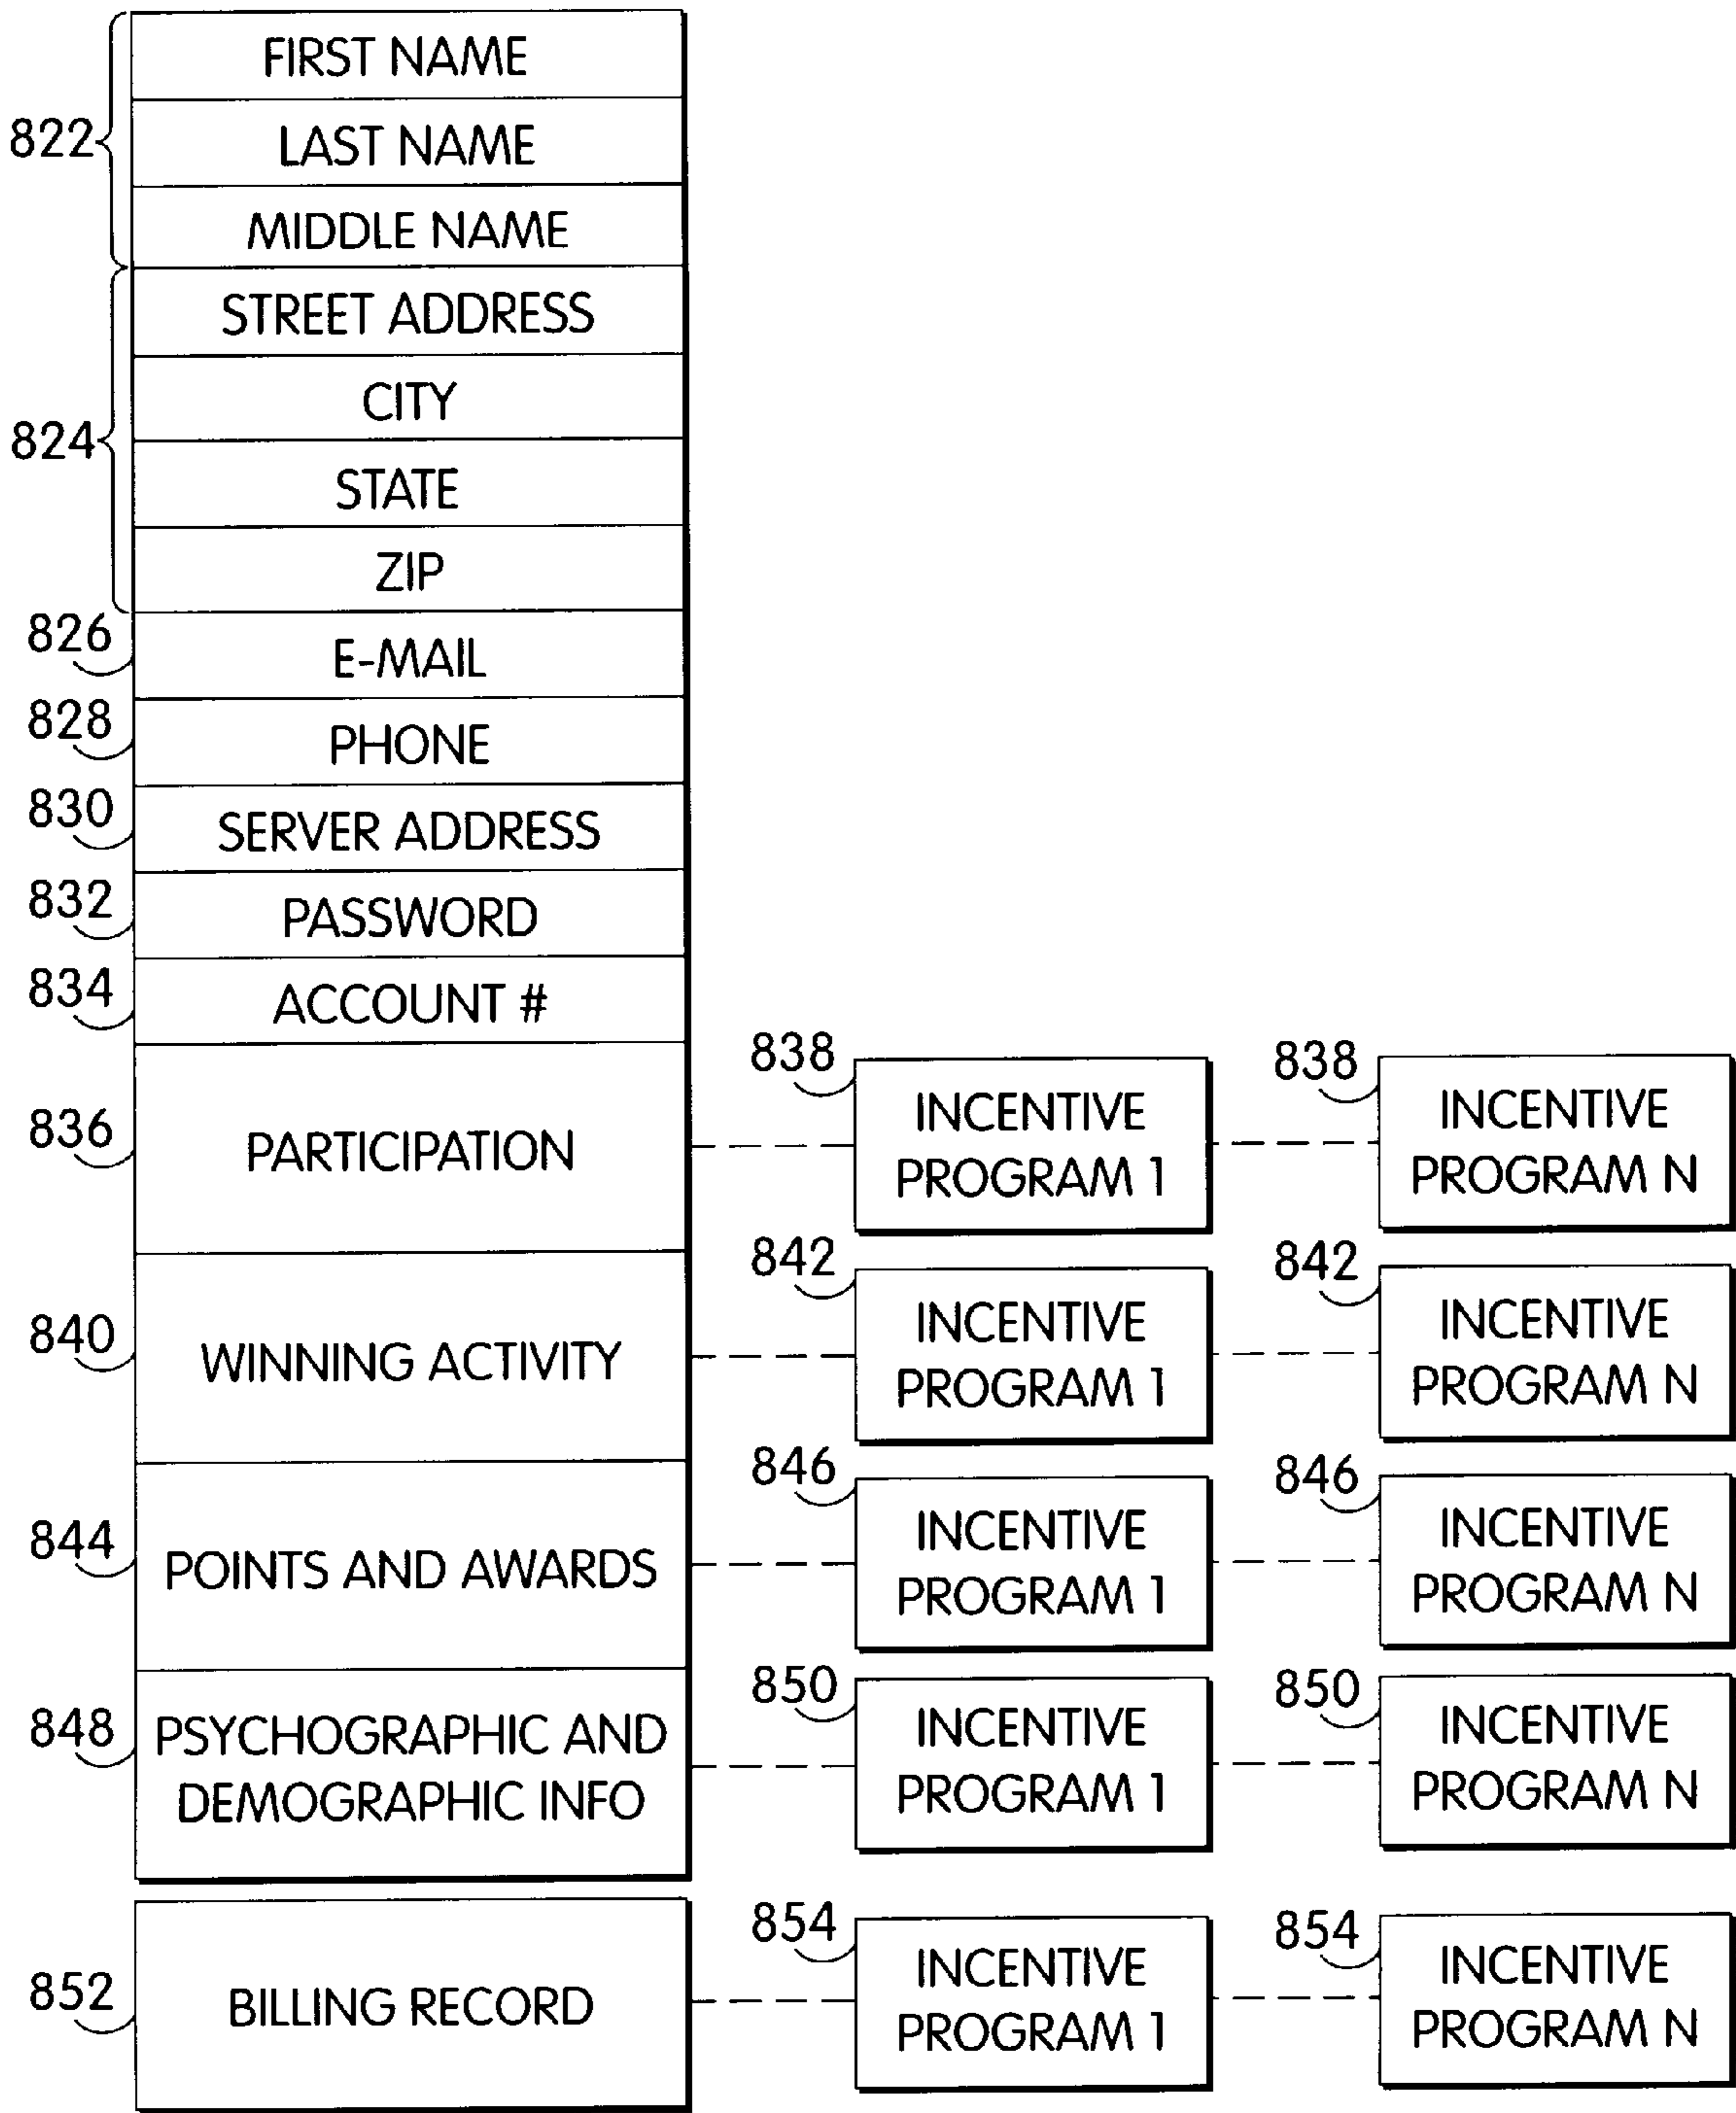 FIRST NAME
822
LAST NAME
MIDDLE NAME
STREET ADDRESS
CITY
824
STATE
ZIP
826
E-MAIL
828
PHONE
830
SERVER ADDRESS
832
PASSWORD
834
ACCOUNT #
836
PARTICIPATION
838
INCENTIVE
PROGRAM 1
838
INCENTIVE
PROGRAM N
840
WINNING ACTIVITY
842
INCENTIVE
PROGRAM 1
842
INCENTIVE
PROGRAM N
844
POINTS AND AWARDS
846
INCENTIVE
PROGRAM 1
846
INCENTIVE
PROGRAM N
848
PSYCHOGRAPHIC AND
DEMOGRAPHIC INFO
850
INCENTIVE
PROGRAM 1
850
INCENTIVE
PROGRAM N
852
BILLING RECORD
854
INCENTIVE
PROGRAM 1
854
INCENTIVE
PROGRAM N